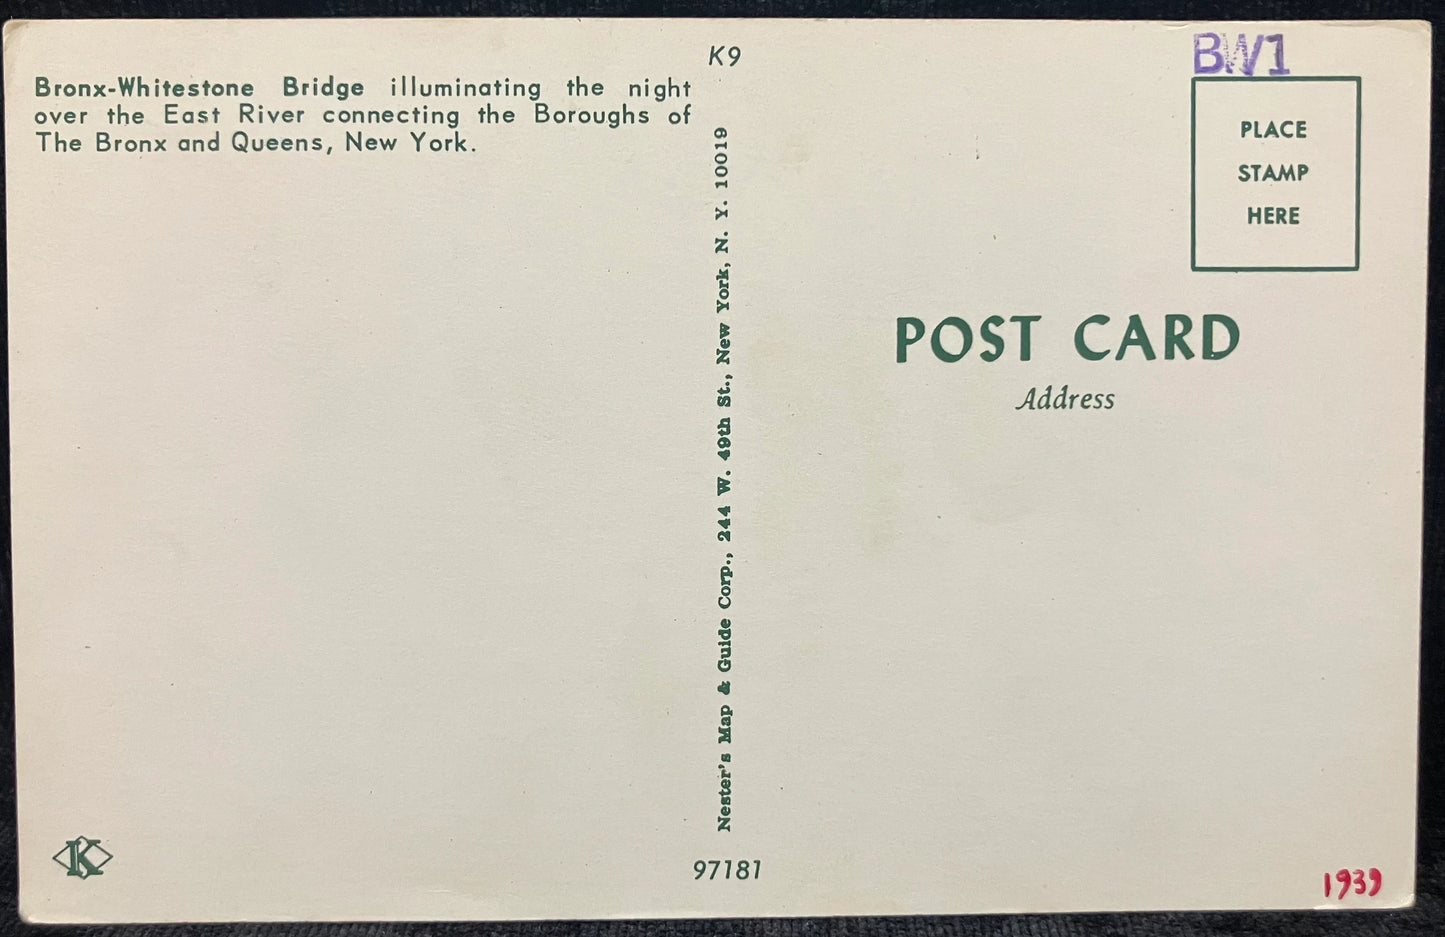 K9
Bronx-Whitestone Bridge illuminating the night
over the East River connecting the Boroughs of
The Bronx and Queens, New York.
Nester's Map & Guide Corp., 244 W. 49th St., New York, N. Y. 10019
97181
K
BW1
PLACE
STAMP
HERE
POST CARD
Address
1939